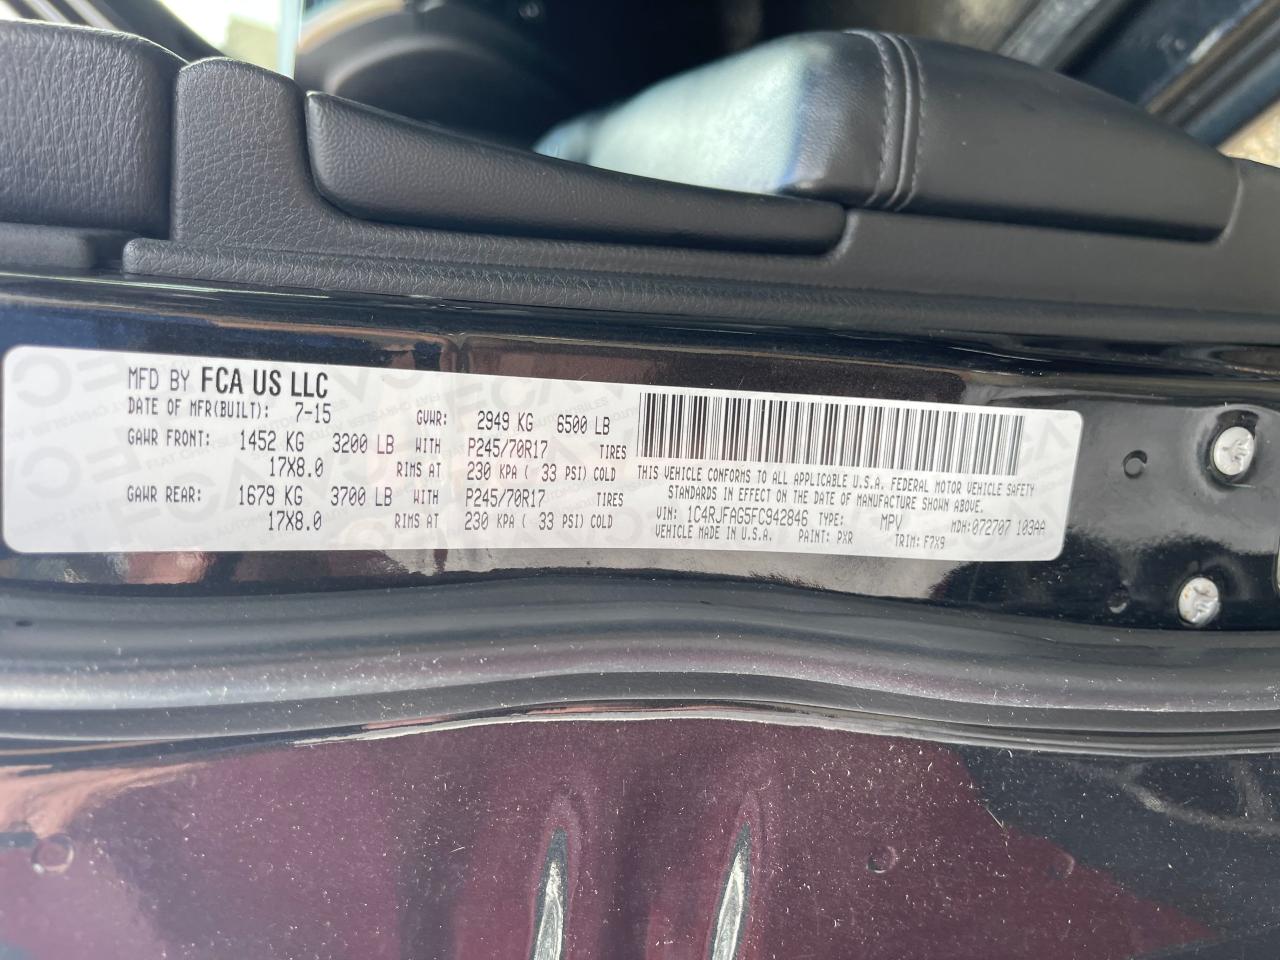 MFD BY FCA US LLC
DATE OF MFR(BUILT): 7-15 GVWR: 2949 KG 6500 LB
GAWR FRONT: 1452 KG 3200 LB WITH P245/70R17 TIRES
17X8.0 RIMS AT 230 KPA ( 33 PSI) COLD
GAWR REAR: 1679 KG 3700 LB WITH P245/70R17 TIRES
17X8.0 RIMS AT 230 KPA ( 33 PSI) COLD
THIS VEHICLE CONFORMS TO ALL APPLICABLE U.S.A. FEDERAL MOTOR VEHICLE SAFETY
STANDARDS IN EFFECT ON THE DATE OF MANUFACTURE SHOWN ABOVE.
VIN: 1C4RJFAG5FC942846 TYPE: MPV MDH:072707 103AA
VEHICLE MADE IN U.S.A. PAINT: PXR TRIM: F7X9